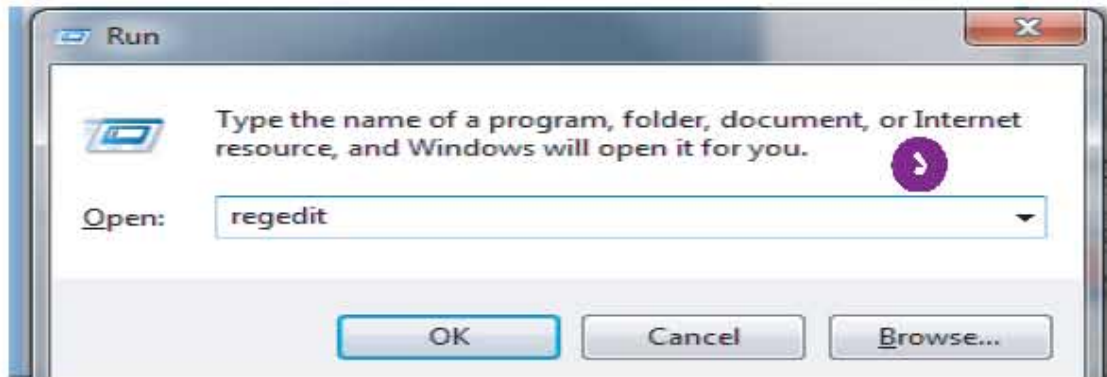 Run
Type the name of a program, folder, document, or Internet
resource, and Windows will open it for you.
Open: regedit
OK Cancel Browse...